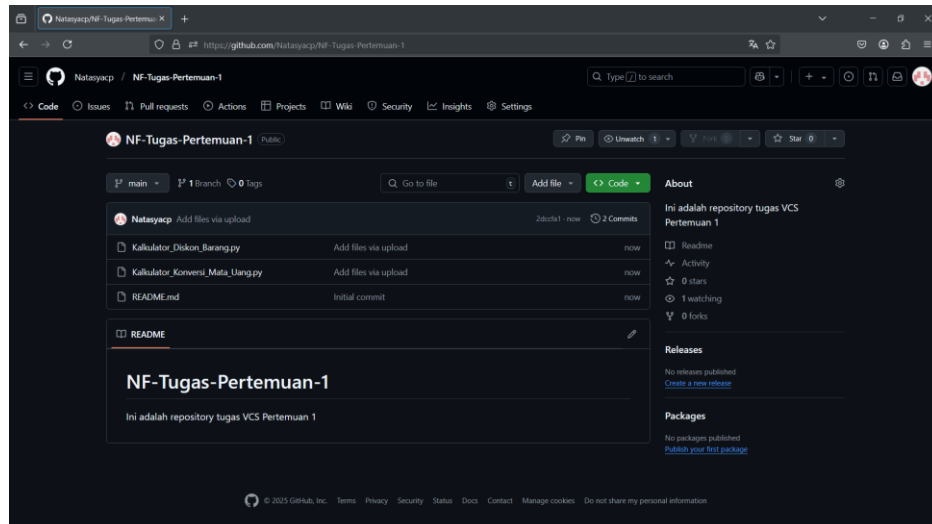 Natasyacp/NF-Tugas-Pertemuan
https://github.com/Natasyacp/NF-Tugas-Pertemuan-1
Natasyacp / NF-Tugas-Pertemuan-1
Type / to search
Code Issues Pull requests Actions Projects Wiki Security Insights Settings
NF-Tugas-Pertemuan-1 Public
Pin Unwatch 1 Fork 0 Star 0
main 1 Branch 0 Tags Go to file t Add file Code
Natasyacp Add files via upload now 2 Commits
Kalkulator_Diskon_Barang.py Add files via upload now
Kalkulator_Konversi_Mata_Uang.py Add files via upload now
README.md Initial commit now
README
NF-Tugas-Pertemuan-1
Ini adalah repository tugas VCS Pertemuan 1
About
Ini adalah repository tugas VCS
Pertemuan 1
Readme
Activity
0 stars
1 watching
0 forks
Releases
No releases published
Create a new release
Packages
No packages published
Publish your first package
© 2025 GitHub, Inc. Terms Privacy Security Status Docs Contact Manage cookies Do not share my personal information